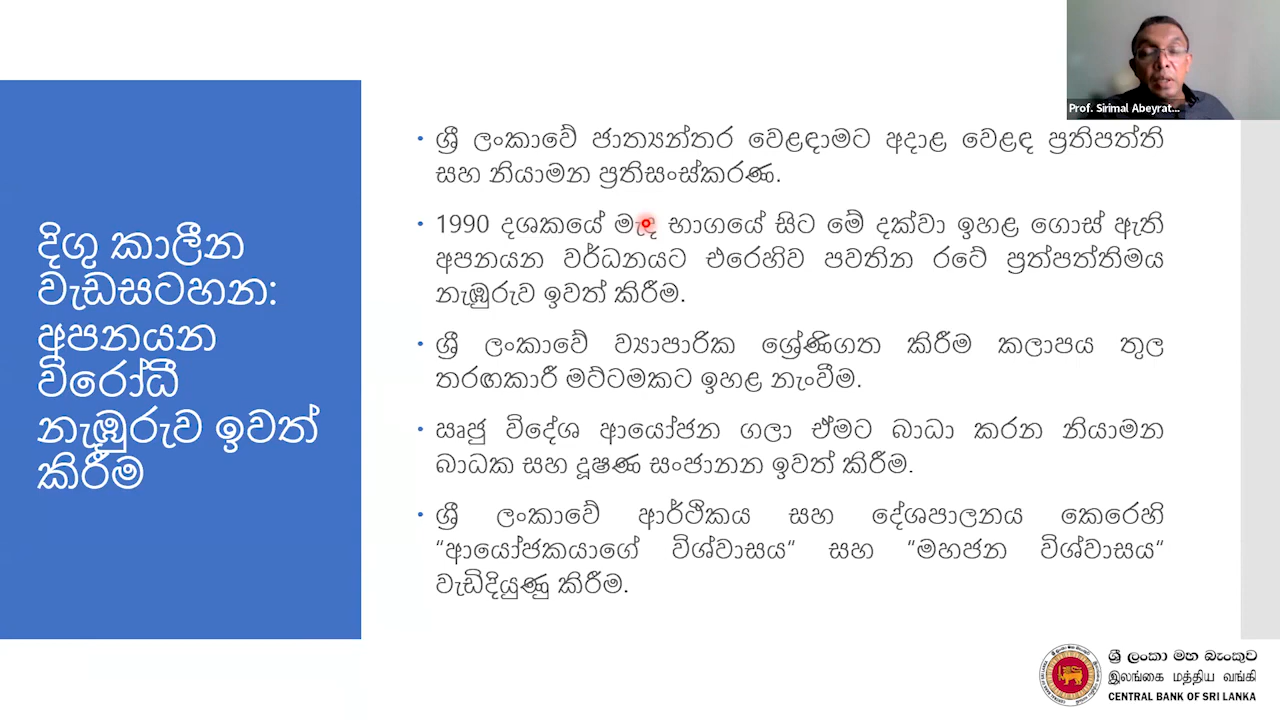 Prof. Sirimal Abeyrat...
දිගු කාලීන
වැඩසටහන:
අපනයන
විරෝධී
නැඹුරුව ඉවත්
කිරීම
• ශ්‍රී ලංකාවේ ජාත්‍යන්තර වෙළඳාමට අදාළ වෙළඳ ප්‍රතිපත්ති
සහ නියාමන ප්‍රතිසංස්කරණ.
• 1990 දශකයේ මැද භාගයේ සිට මේ දක්වා ඉහළ ගොස් ඇති
අපනයන වර්ධනයට එරෙහිව පවතින රටේ ප්‍රත්පත්තිමය
නැඹුරුව ඉවත් කිරීම.
• ශ්‍රී ලංකාවේ ව්‍යාපාරික ශ්‍රේණිගත කිරීම කලාපය තුල
තරඟකාරී මට්ටමකට ඉහළ නැංවීම.
• සෘජු විදේශ ආයෝජන ගලා ඒමට බාධා කරන නියාමන
බාධක සහ දූෂණ සංජානන ඉවත් කිරීම.
• ශ්‍රී ලංකාවේ ආර්ථිකය සහ දේශපාලනය කෙරෙහි
“ආයෝජකයාගේ විශ්වාසය“ සහ “මහජන විශ්වාසය“
වැඩිදියුණු කිරීම.
ශ්‍රී ලංකා මහ බැංකුව
இலங்கை மத்திய வங்கி
CENTRAL BANK OF SRI LANKA